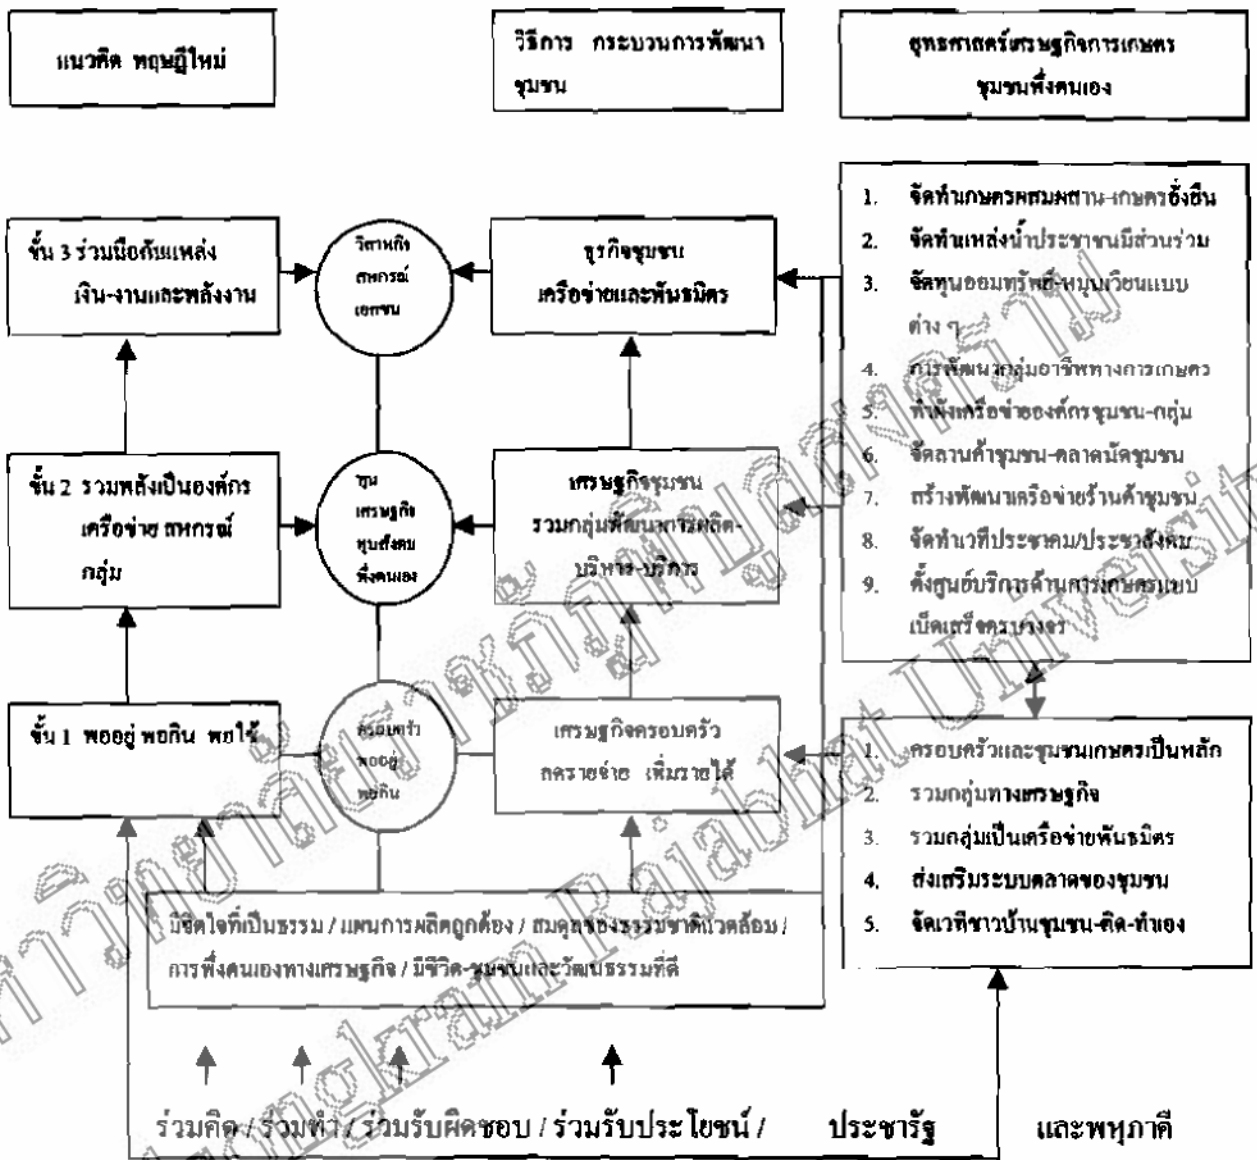 แนวคิด ทฤษฎีใหม่
วิธีการ กระบวนการพัฒนา
ชุมชน
ยุทธศาสตร์เศรษฐกิจการเกษตร
ชุมชนพึ่งตนเอง
ขั้น 3 ร่วมมือกับแหล่ง
เงิน-งานและพลังงาน
วิสาหกิจ
สหกรณ์
เอกชน
ธุรกิจชุมชน
เครือข่ายและพันธมิตร
1. จัดทำเกษตรผสมผสาน-เกษตรยั่งยืน
2. จัดทำแหล่งน้ำประชาชนมีส่วนร่วม
3. จัดทุนออมทรัพย์-หมุนเวียนแบบ
ต่าง ๆ
4. การพัฒนากลุ่มอาชีพทางการเกษตร
5. ทำผังเครือข่ายองค์กรชุมชน-กลุ่ม
6. จัดลานค้าชุมชน-ตลาดนัดชุมชน
7. สร้างพัฒนาเครือข่ายร้านค้าชุมชน
8. จัดทำเวทีประชาคม/ประชาสังคม
9. ตั้งศูนย์บริการด้านการเกษตรแบบ
เบ็ดเสร็จครบวงจร
ขั้น 2 รวมพลังเป็นองค์กร
เครือข่าย สหกรณ์
กลุ่ม
ทุน
เศรษฐกิจ
ทุนสังคม
พึ่งตนเอง
เศรษฐกิจชุมชน
รวมกลุ่มพัฒนาการผลิต-
บริหาร-บริการ
ขั้น 1 พออยู่ พอกิน พอใช้
ครอบครัว
พออยู่
พอกิน
เศรษฐกิจครอบครัว
ลดรายจ่าย เพิ่มรายได้
1. ครอบครัวและชุมชนเกษตรเป็นหลัก
2. รวมกลุ่มทางเศรษฐกิจ
3. รวมกลุ่มเป็นเครือข่ายพันธมิตร
4. ส่งเสริมระบบตลาดของชุมชน
5. จัดเวทีชาวบ้านชุมชน-คิด-ทำเอง
มีจิตใจที่เป็นธรรม / แผนการผลิตถูกต้อง / สมดุลของธรรมชาติแวดล้อม /
การพึ่งตนเองทางเศรษฐกิจ / มีชีวิต-ชุมชนและวัฒนธรรมที่ดี
ร่วมคิด / ร่วมทำ / ร่วมรับผิดชอบ / ร่วมรับประโยชน์ / ประชารัฐ และพหุภาคี